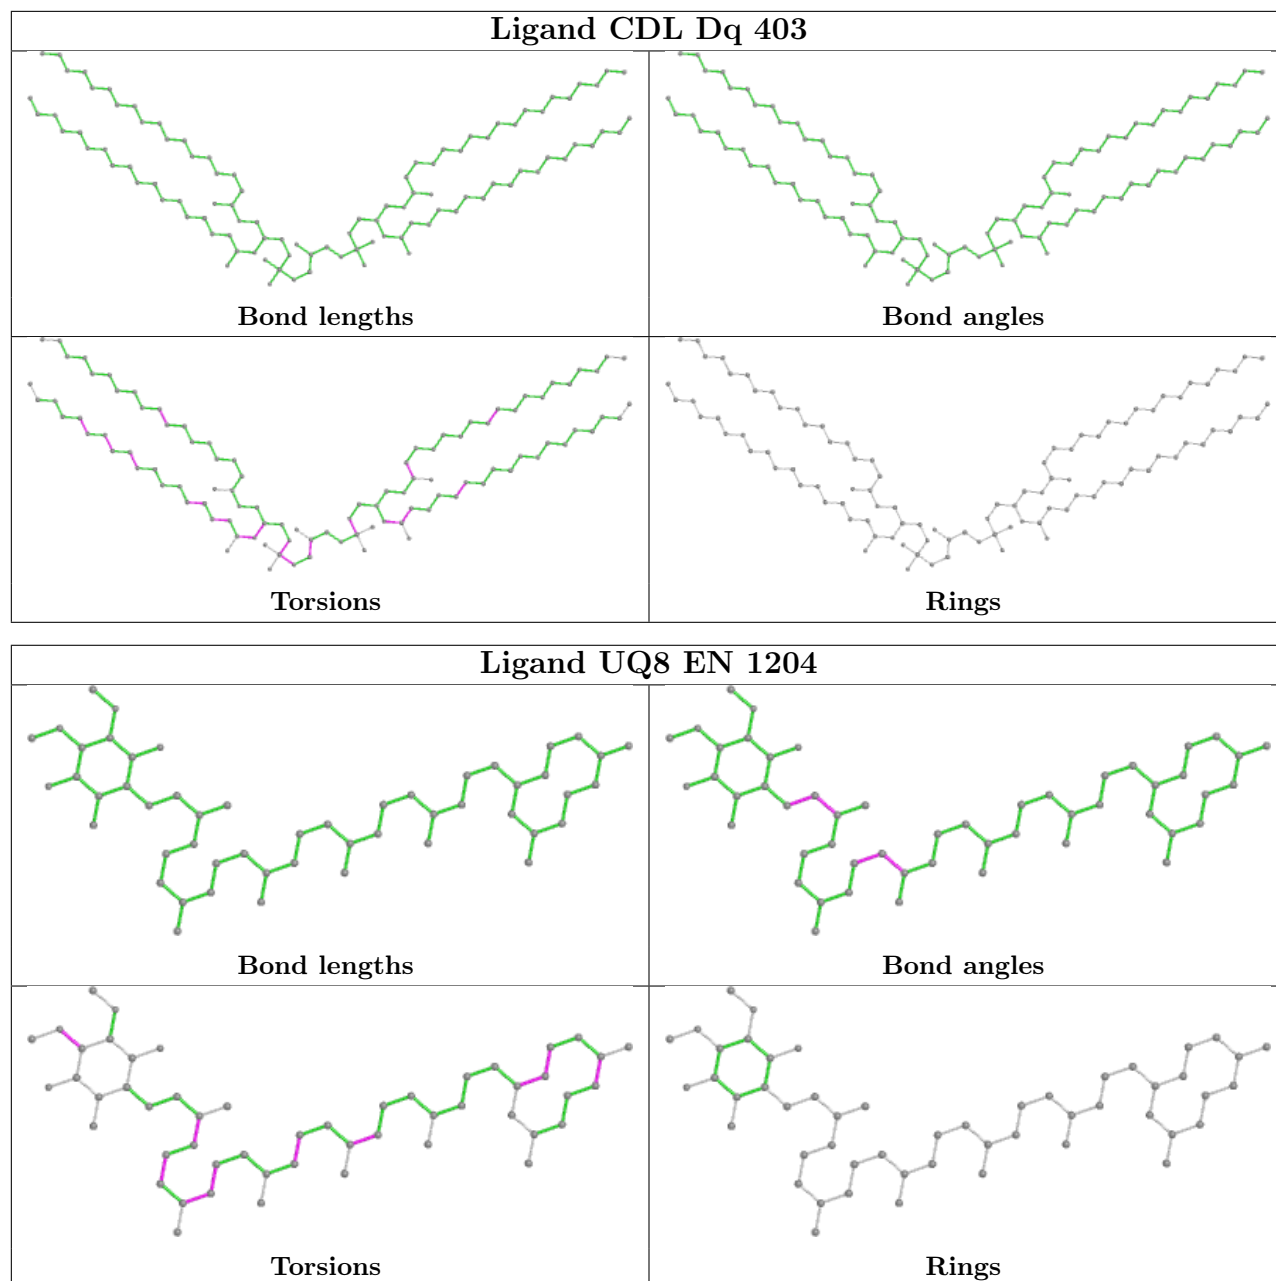 Ligand CDL Dq 403
Bond lengths
Bond angles
Torsions
Rings
Ligand UQ8 EN 1204
Bond lengths
Bond angles
Torsions
Rings